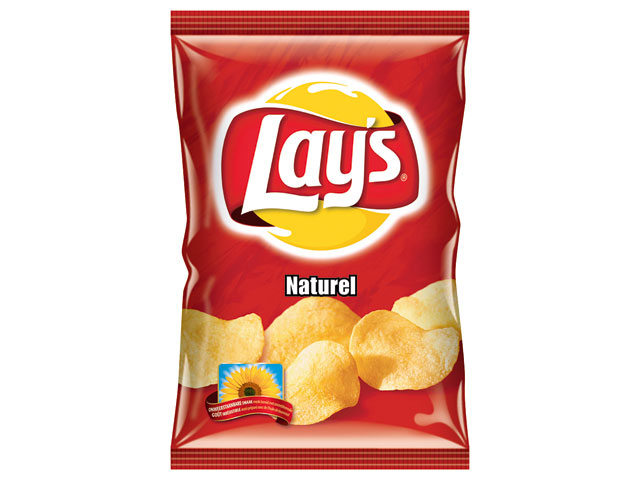 Lay's®
Naturel
ONWEERSTAANBARE SMAAK
GOÛT IRRÉSISTIBLE